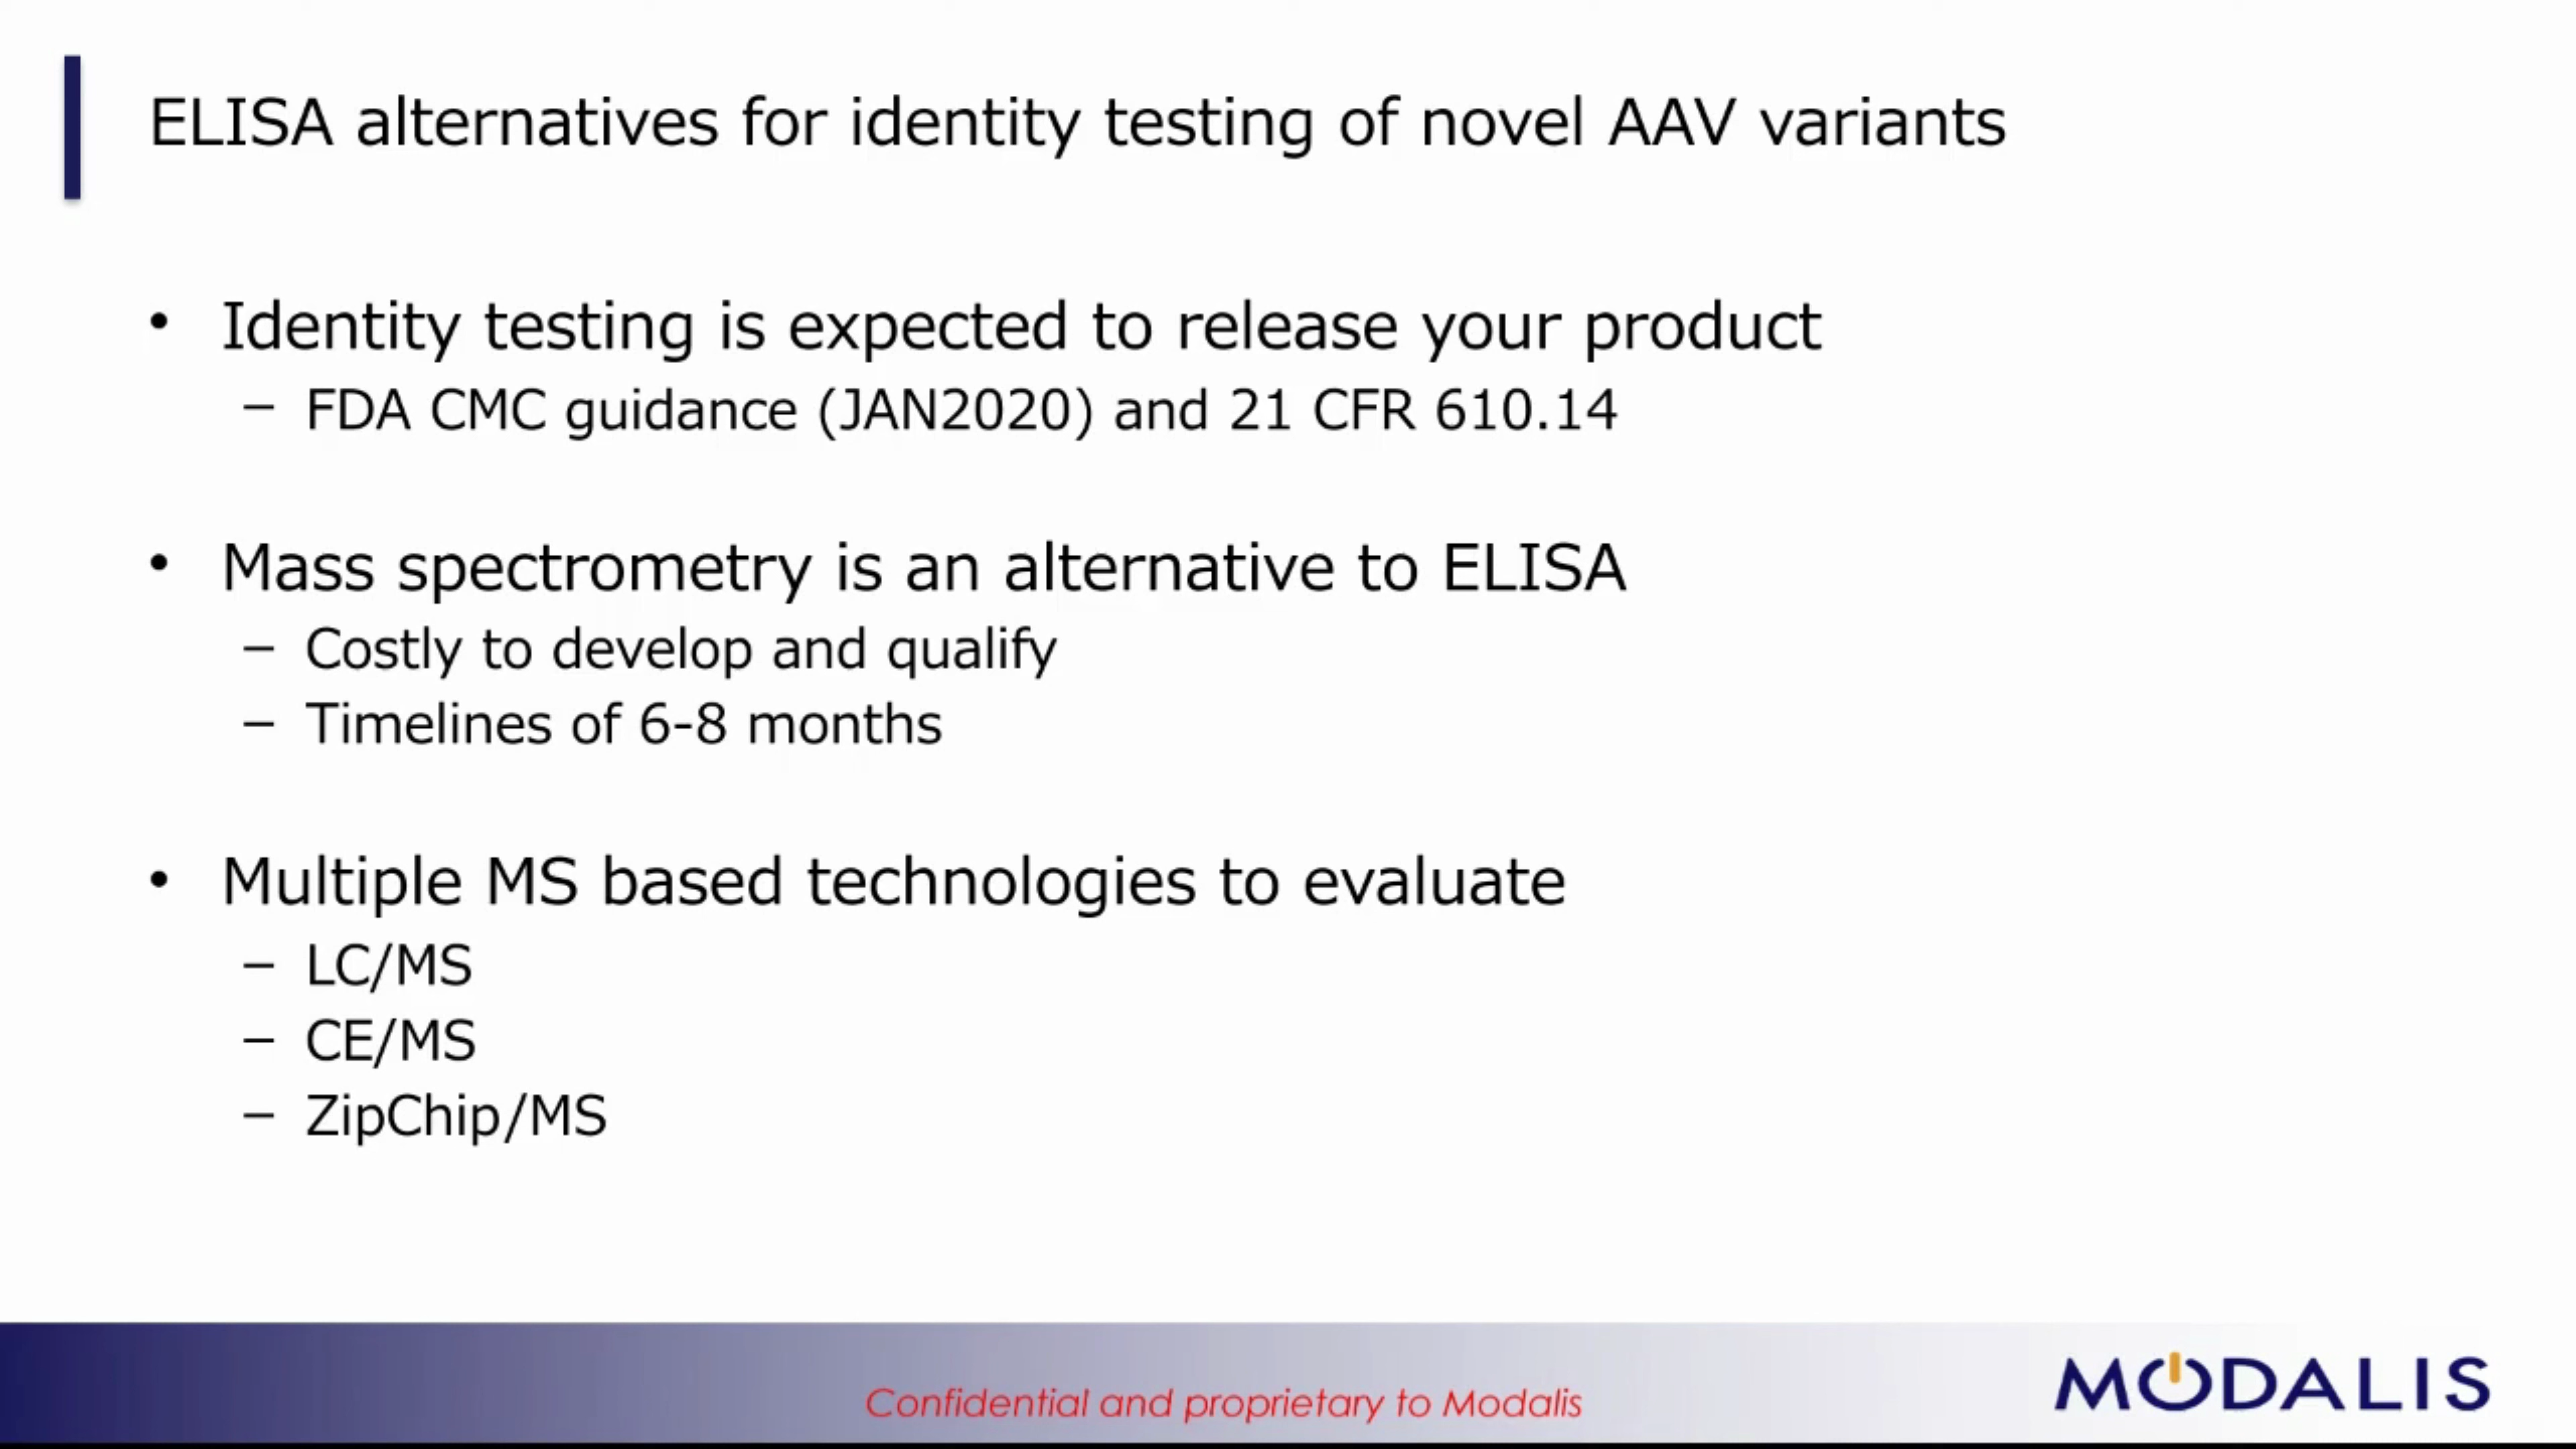 ELISA alternatives for identity testing of novel AAV variants
• Identity testing is expected to release your product
– FDA CMC guidance (JAN2020) and 21 CFR 610.14
• Mass spectrometry is an alternative to ELISA
– Costly to develop and qualify
– Timelines of 6-8 months
• Multiple MS based technologies to evaluate
– LC/MS
– CE/MS
– ZipChip/MS
Confidential and proprietary to Modalis
MODALIS